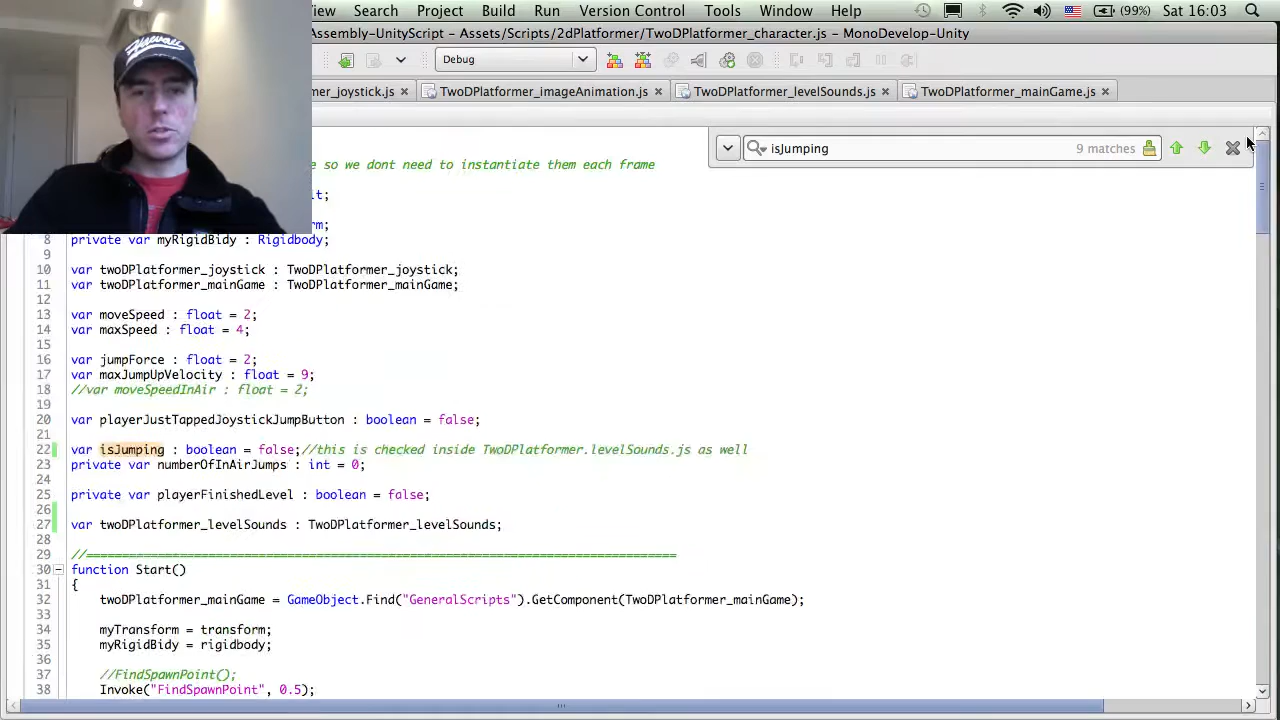 View Search Project Build Run Version Control Tools Window Help (99%) Sat 16:03
Assembly-UnityScript - Assets/Scripts/2dPlatformer/TwoDPlatformer_character.js - MonoDevelop-Unity
Debug
er_joystick.js TwoDPlatformer_imageAnimation.js TwoDPlatformer_levelSounds.js TwoDPlatformer_mainGame.js
isJumping 9 matches
Hawaii
e so we dont need to instantiate them each frame
t;
rm;
8 private var myRigidBidy : Rigidbody;
9
10 var twoDPlatformer_joystick : TwoDPlatformer_joystick;
11 var twoDPlatformer_mainGame : TwoDPlatformer_mainGame;
12
13 var moveSpeed : float = 2;
14 var maxSpeed : float = 4;
15
16 var jumpForce : float = 2;
17 var maxJumpUpVelocity : float = 9;
18 //var moveSpeedInAir : float = 2;
19
20 var playerJustTappedJoystickJumpButton : boolean = false;
21
22 var isJumping : boolean = false;//this is checked inside TwoDPlatformer.levelSounds.js as well
23 private var numberOfInAirJumps : int = 0;
24
25 private var playerFinishedLevel : boolean = false;
26
27 var twoDPlatformer_levelSounds : TwoDPlatformer_levelSounds;
28
29 //==================================================================================
30 function Start()
31 {
32 twoDPlatformer_mainGame = GameObject.Find("GeneralScripts").GetComponent(TwoDPlatformer_mainGame);
33
34 myTransform = transform;
35 myRigidBidy = rigidbody;
36
37 //FindSpawnPoint();
38 Invoke("FindSpawnPoint", 0.5);